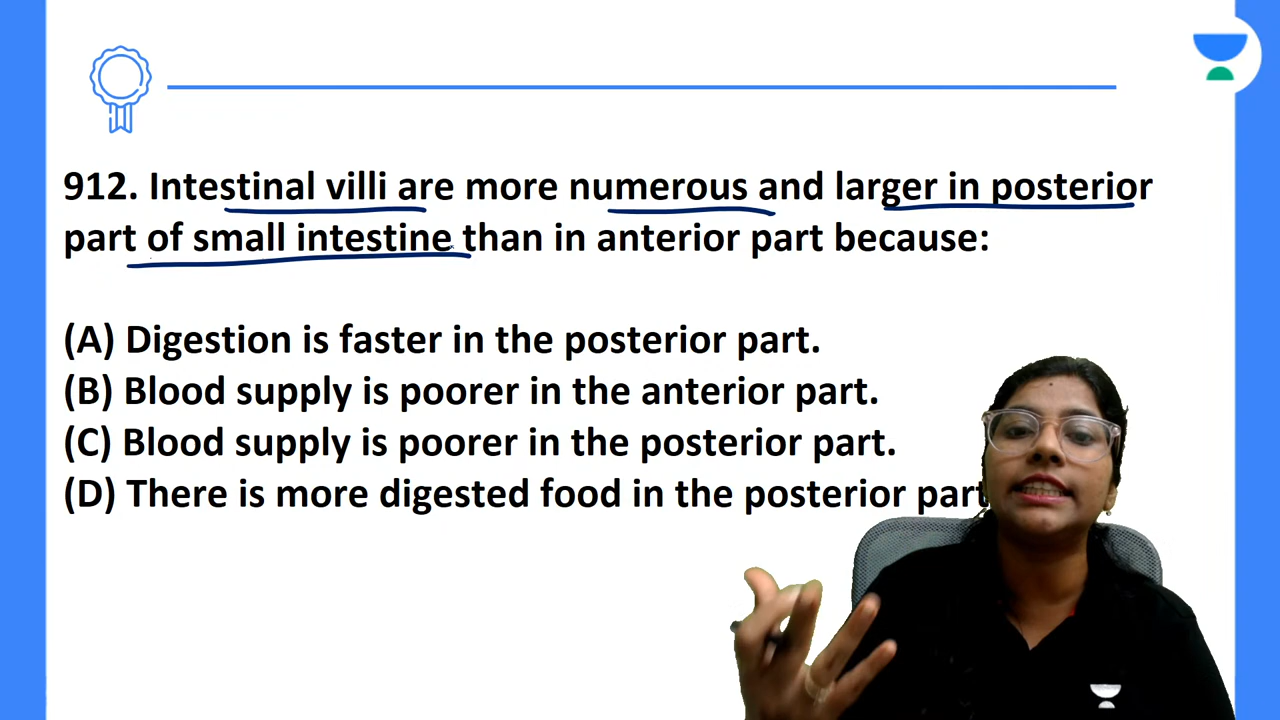 912. Intestinal villi are more numerous and larger in posterior
part of small intestine than in anterior part because:
(A) Digestion is faster in the posterior part.
(B) Blood supply is poorer in the anterior part.
(C) Blood supply is poorer in the posterior part.
(D) There is more digested food in the posterior part